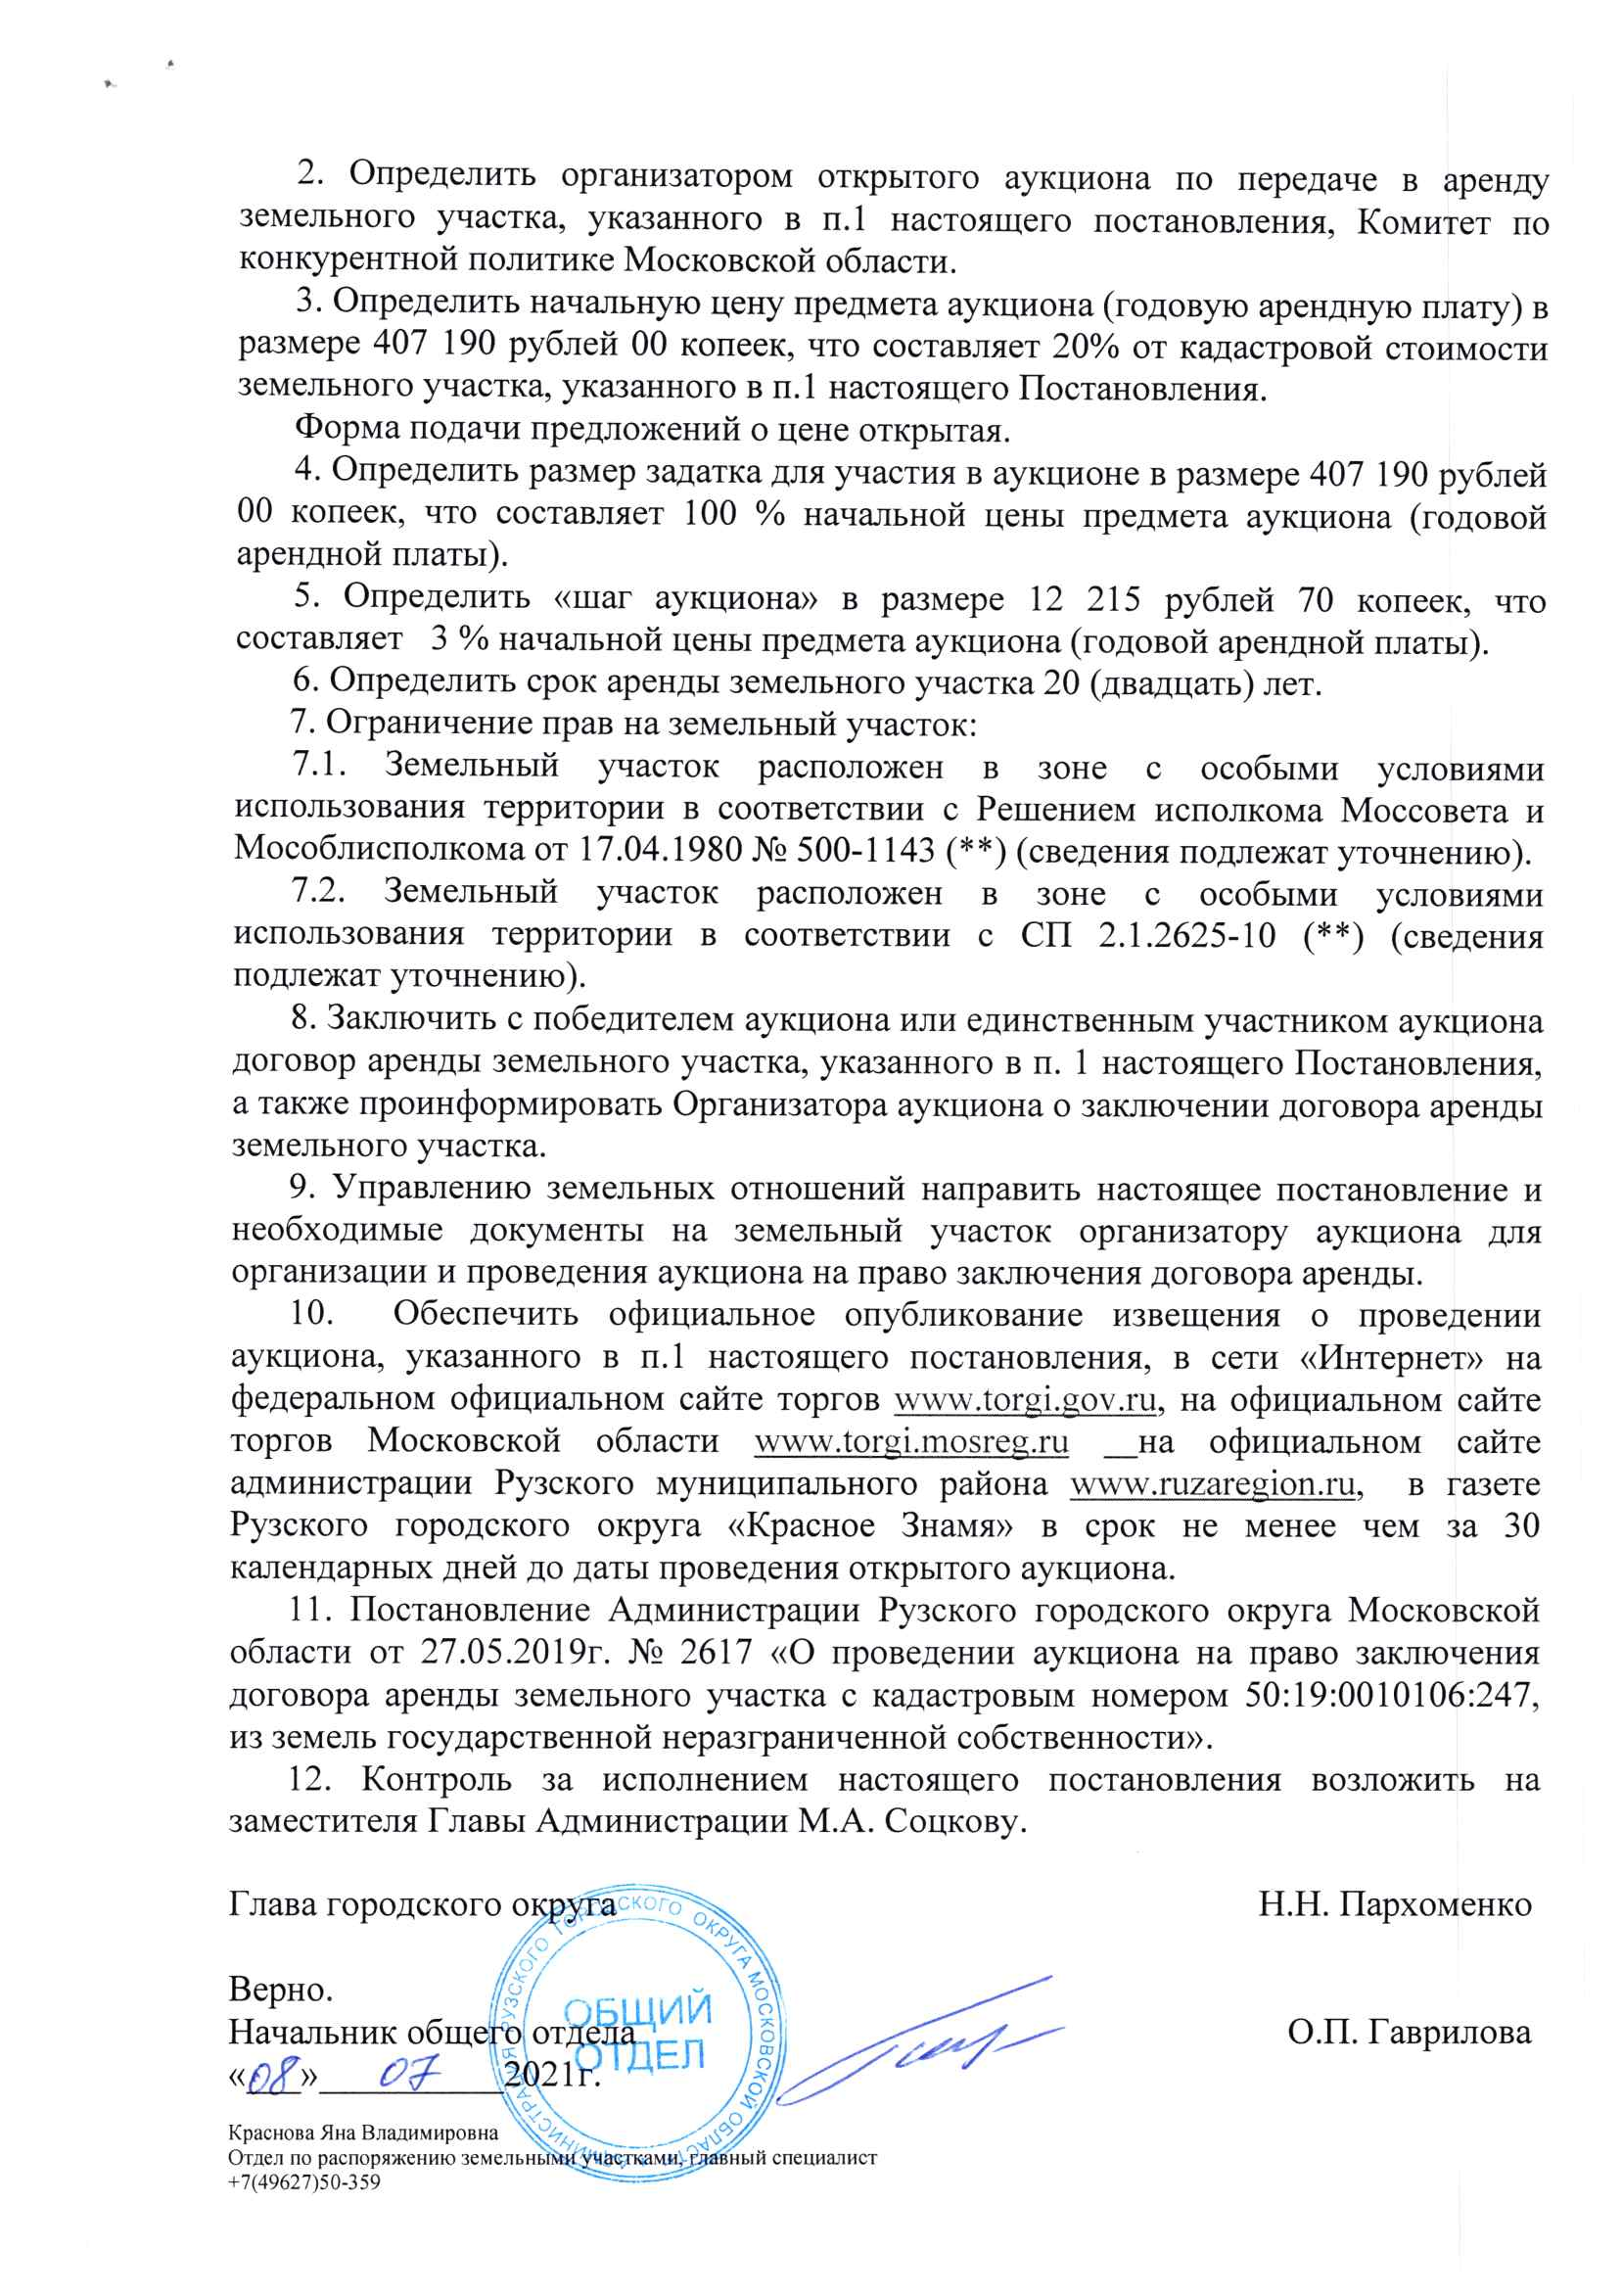 2. Определить организатором открытого аукциона по передаче в аренду
земельного участка, указанного в п.1 настоящего постановления, Комитет по
конкурентной политике Московской области.
3. Определить начальную цену предмета аукциона (годовую арендную плату) в
размере 407 190 рублей 00 копеек, что составляет 20% от кадастровой стоимости
земельного участка, указанного в п.1 настоящего Постановления.
Форма подачи предложений о цене открытая.
4. Определить размер задатка для участия в аукционе в размере 407 190 рублей
00 копеек, что составляет 100 % начальной цены предмета аукциона (годовой
арендной платы).
5. Определить «шаг аукциона» в размере 12 215 рублей 70 копеек, что
составляет 3 % начальной цены предмета аукциона (годовой арендной платы).
6. Определить срок аренды земельного участка 20 (двадцать) лет.
7. Ограничение прав на земельный участок:
7.1. Земельный участок расположен в зоне с особыми условиями
использования территории в соответствии с Решением исполкома Моссовета и
Мособлисполкома от 17.04.1980 № 500-1143 (**) (сведения подлежат уточнению).
7.2. Земельный участок расположен в зоне с особыми условиями
использования территории в соответствии с СП 2.1.2625-10 (**) (сведения
подлежат уточнению).
8. Заключить с победителем аукциона или единственным участником аукциона
договор аренды земельного участка, указанного в п. 1 настоящего Постановления,
а также проинформировать Организатора аукциона о заключении договора аренды
земельного участка.
9. Управлению земельных отношений направить настоящее постановление и
необходимые документы на земельный участок организатору аукциона для
организации и проведения аукциона на право заключения договора аренды.
10. Обеспечить официальное опубликование извещения о проведении
аукциона, указанного в п.1 настоящего постановления, в сети «Интернет» на
федеральном официальном сайте торгов www.torgi.gov.ru, на официальном сайте
торгов Московской области www.torgi.mosreg.ru __на официальном сайте
администрации Рузского муниципального района www.ruzaregion.ru, в газете
Рузского городского округа «Красное Знамя» в срок не менее чем за 30
календарных дней до даты проведения открытого аукциона.
11. Постановление Администрации Рузского городского округа Московской
области от 27.05.2019г. № 2617 «О проведении аукциона на право заключения
договора аренды земельного участка с кадастровым номером 50:19:0010106:247,
из земель государственной неразграниченной собственности».
12. Контроль за исполнением настоящего постановления возложить на
заместителя Главы Администрации М.А. Соцкову.
Глава городского округа Н.Н. Пархоменко
Верно.
Начальник общего отдела О.П. Гаврилова
«08» 07 2021г.
АДМИНИСТРАЦИЯ РУЗСКОГО ГОРОДСКОГО ОКРУГА МОСКОВСКОЙ ОБЛАСТИ
ОБЩИЙ
ОТДЕЛ
Краснова Яна Владимировна
Отдел по распоряжению земельными участками, главный специалист
+7(49627)50-359